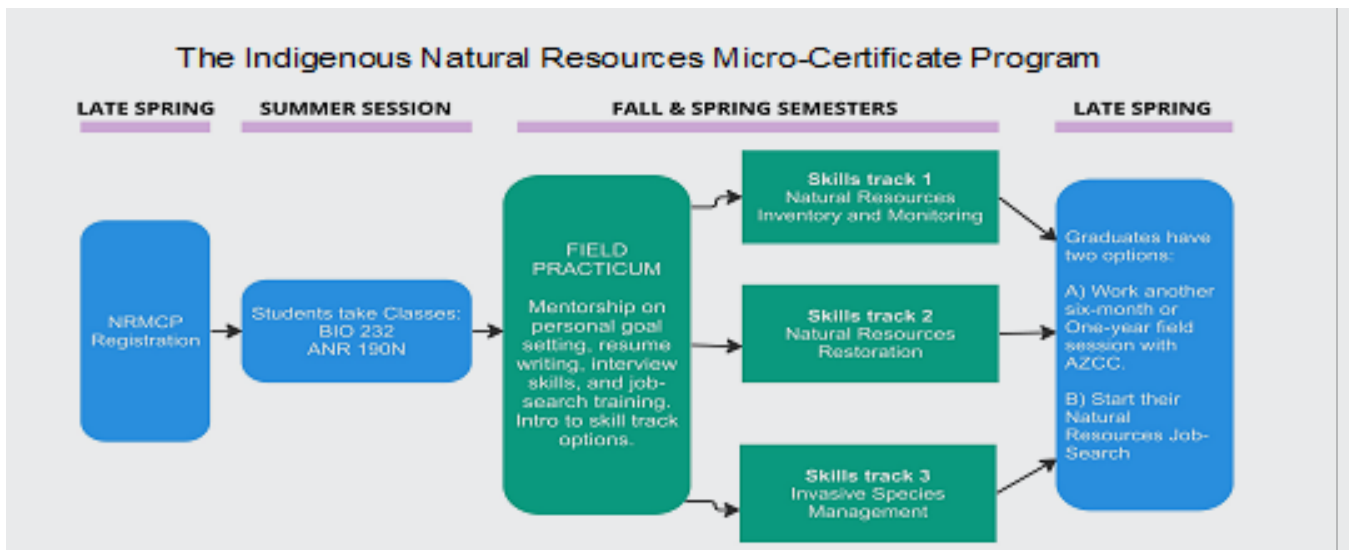 The Indigenous Natural Resources Micro-Certificate Program
LATE SPRING
SUMMER SESSION
FALL & SPRING SEMESTERS
LATE SPRING
NRMCP
Registration
Students take Classes:
BIO 232
ANR 190N
FIELD
PRACTICUM
Mentorship on
personal goal
setting, resume
writing, interview
skills, and job-
search training.
Intro to skill track
options.
Skills track 1
Natural Resources
Inventory and Monitoring
Skills track 2
Natural Resources
Restoration
Skills track 3
Invasive Species
Management
Graduates have
two options:
A) Work another
six-month or
One-year field
session with
AZCC.
B) Start their
Natural
Resources Job-
Search